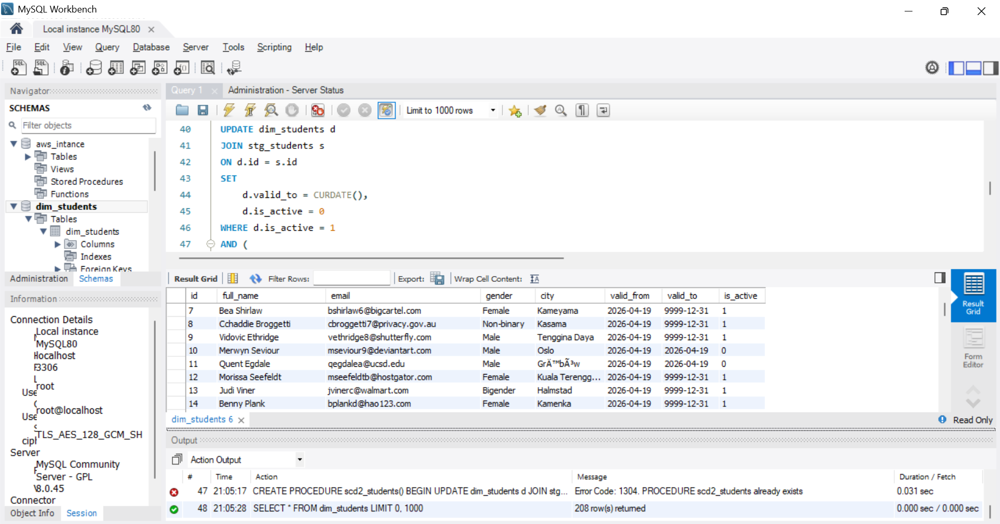 MySQL Workbench
Local instance MySQL80
File Edit View Query Database Server Tools Scripting Help
Navigator
SCHEMAS
Filter objects
aws_intance
Tables
Views
Stored Procedures
Functions
dim_students
Tables
dim_students
Columns
Indexes
Foreign Keys
Administration Schemas
Information
Connection Details
Local instance
MySQL80
localhost
3306
root
Use
root@localhost
Use
TLS_AES_128_GCM_SH
Server
MySQL Community
Server - GPL
8.0.45
Connector
Object Info Session
Query 1 Administration - Server Status
Limit to 1000 rows
40 UPDATE dim_students d
41 JOIN stg_students s
42 ON d.id = s.id
43 SET
44 d.valid_to = CURDATE(),
45 d.is_active = 0
46 WHERE d.is_active = 1
47 AND (
Result Grid Filter Rows: Export: Wrap Cell Content:
id full_name email gender city valid_from valid_to is_active
7 Bea Shirlaw bshirlaw6@bigcartel.com Female Kameyama 2026-04-19 9999-12-31 1
8 Cchaddie Broggetti cbroggetti7@privacy.gov.au Non-binary Kasama 2026-04-19 9999-12-31 1
9 Vidovic Ethridge vethridge8@shutterfly.com Male Tenggina Daya 2026-04-19 9999-12-31 1
10 Merwyn Seviour mseviour9@deviantart.com Male Oslo 2026-04-19 2026-04-19 0
11 Quent Egdale qegdalea@ucsd.edu Male GrÄ™bÃ³w 2026-04-19 2026-04-19 0
12 Morissa Seefeldt mseefeldtb@hostgator.com Female Kuala Terengg... 2026-04-19 9999-12-31 1
13 Judi Viner jvinerc@walmart.com Bigender Halmstad 2026-04-19 9999-12-31 1
14 Benny Plank bplankd@hao123.com Female Kamenka 2026-04-19 9999-12-31 1
Result
Grid
Form
Editor
dim_students 6
Read Only
Output
Action Output
# Time Action Message Duration / Fetch
47 21:05:17 CREATE PROCEDURE scd2_students() BEGIN UPDATE dim_students d JOIN stg... Error Code: 1304. PROCEDURE scd2_students already exists 0.031 sec
48 21:05:28 SELECT * FROM dim_students LIMIT 0, 1000 208 row(s) returned 0.000 sec / 0.000 sec